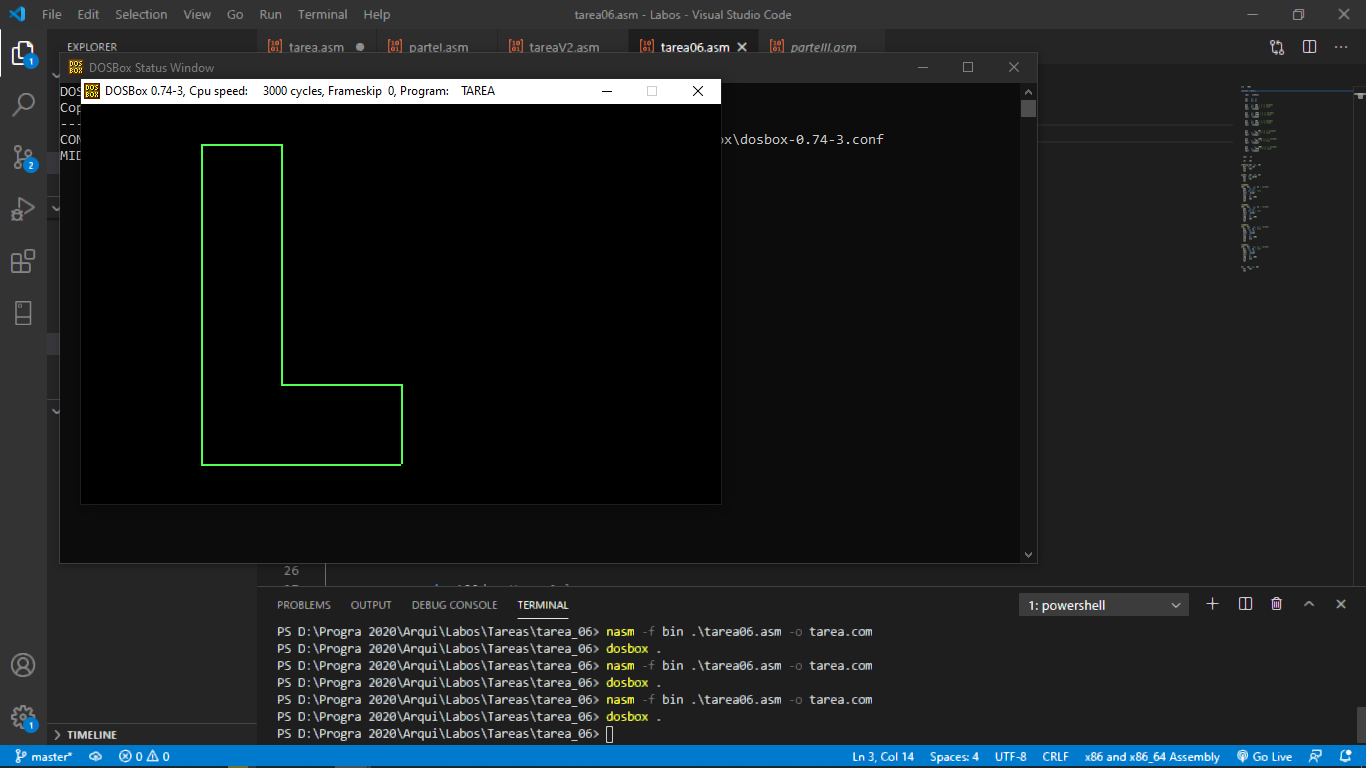 File Edit Selection View Go Run Terminal Help
tarea06.asm - Labos - Visual Studio Code
EXPLORER
tarea.asm
parteI.asm
tareaV2.asm
tarea06.asm
parteIII.asm
DOSBox Status Window
DOSBox 0.74-3, Cpu speed: 3000 cycles, Frameskip 0, Program: TAREA
DOS
Cop
---
CON
ox\dosbox-0.74-3.conf
MID
26
PROBLEMS OUTPUT DEBUG CONSOLE TERMINAL
1: powershell
PS D:\Progra 2020\Arqui\Labos\Tareas\tarea_06> nasm -f bin .\tarea06.asm -o tarea.com
PS D:\Progra 2020\Arqui\Labos\Tareas\tarea_06> dosbox .
PS D:\Progra 2020\Arqui\Labos\Tareas\tarea_06> nasm -f bin .\tarea06.asm -o tarea.com
PS D:\Progra 2020\Arqui\Labos\Tareas\tarea_06> dosbox .
PS D:\Progra 2020\Arqui\Labos\Tareas\tarea_06> nasm -f bin .\tarea06.asm -o tarea.com
PS D:\Progra 2020\Arqui\Labos\Tareas\tarea_06> dosbox .
PS D:\Progra 2020\Arqui\Labos\Tareas\tarea_06>
TIMELINE
master* 0 0 Ln 3, Col 14 Spaces: 4 UTF-8 CRLF x86 and x86_64 Assembly Go Live